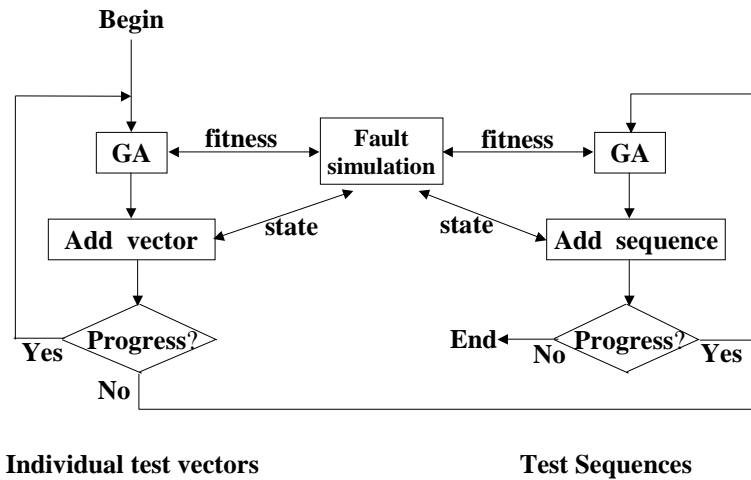 Begin
GA
fitness
Fault
simulation
fitness
GA
Add vector
state
state
Add sequence
Progress?
Yes
No
End
No
Progress?
Yes
Individual test vectors
Test Sequences